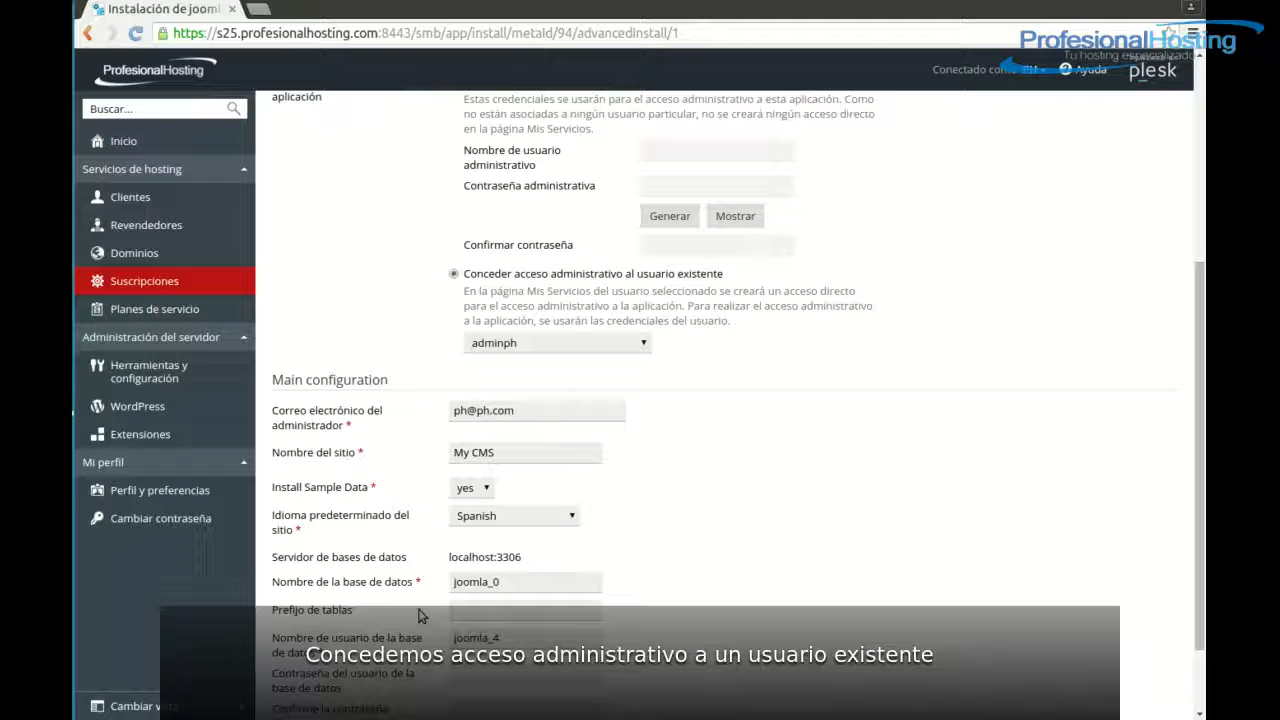 Instalación de jooml
https://s25.profesionalhosting.com:8443/smb/app/install/metaId/94/advancedInstall/1
ProfesionalHosting
Tu hosting especializado
ProfesionalHosting
Conectado como
Ayuda
plesk
Buscar...
Inicio
Servicios de hosting
Clientes
Revendedores
Dominios
Suscripciones
Planes de servicio
Administración del servidor
Herramientas y
configuración
WordPress
Extensiones
Mi perfil
Perfil y preferencias
Cambiar contraseña
Cambiar vista
aplicación
Estas credenciales se usarán para el acceso administrativo a esta aplicación. Como
no están asociadas a ningún usuario particular, no se creará ningún acceso directo
en la página Mis Servicios.
Nombre de usuario
administrativo
Contraseña administrativa
Generar
Mostrar
Confirmar contraseña
Conceder acceso administrativo al usuario existente
En la página Mis Servicios del usuario seleccionado se creará un acceso directo
para el acceso administrativo a la aplicación. Para realizar el acceso administrativo
a la aplicación, se usarán las credenciales del usuario.
adminph
Main configuration
Correo electrónico del
administrador *
ph@ph.com
Nombre del sitio *
My CMS
Install Sample Data *
yes
Idioma predeterminado del
sitio *
Spanish
Servidor de bases de datos
localhost:3306
Nombre de la base de datos *
joomla_0
Prefijo de tablas
Nombre de usuario de la base
de datos
joomla_4
Contraseña del usuario de la
base de datos
Confirme la contraseña
Concedemos acceso administrativo a un usuario existente